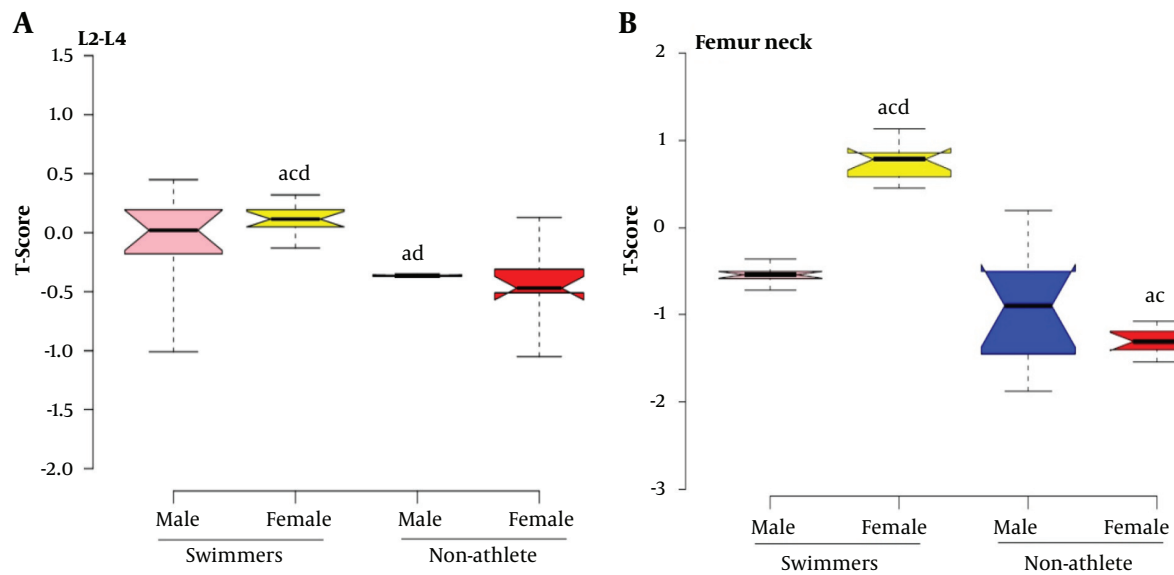 A
L2-L4
1.5
1.0
0.5
0.0
-0.5
-1.0
-1.5
-2.0
T-Score
acd
ad
Male Female Male Female
Swimmers Non-athlete
B
Femur neck
2
1
0
-1
-2
-3
T-Score
acd
ac
Male Female Male Female
Swimmers Non-athlete